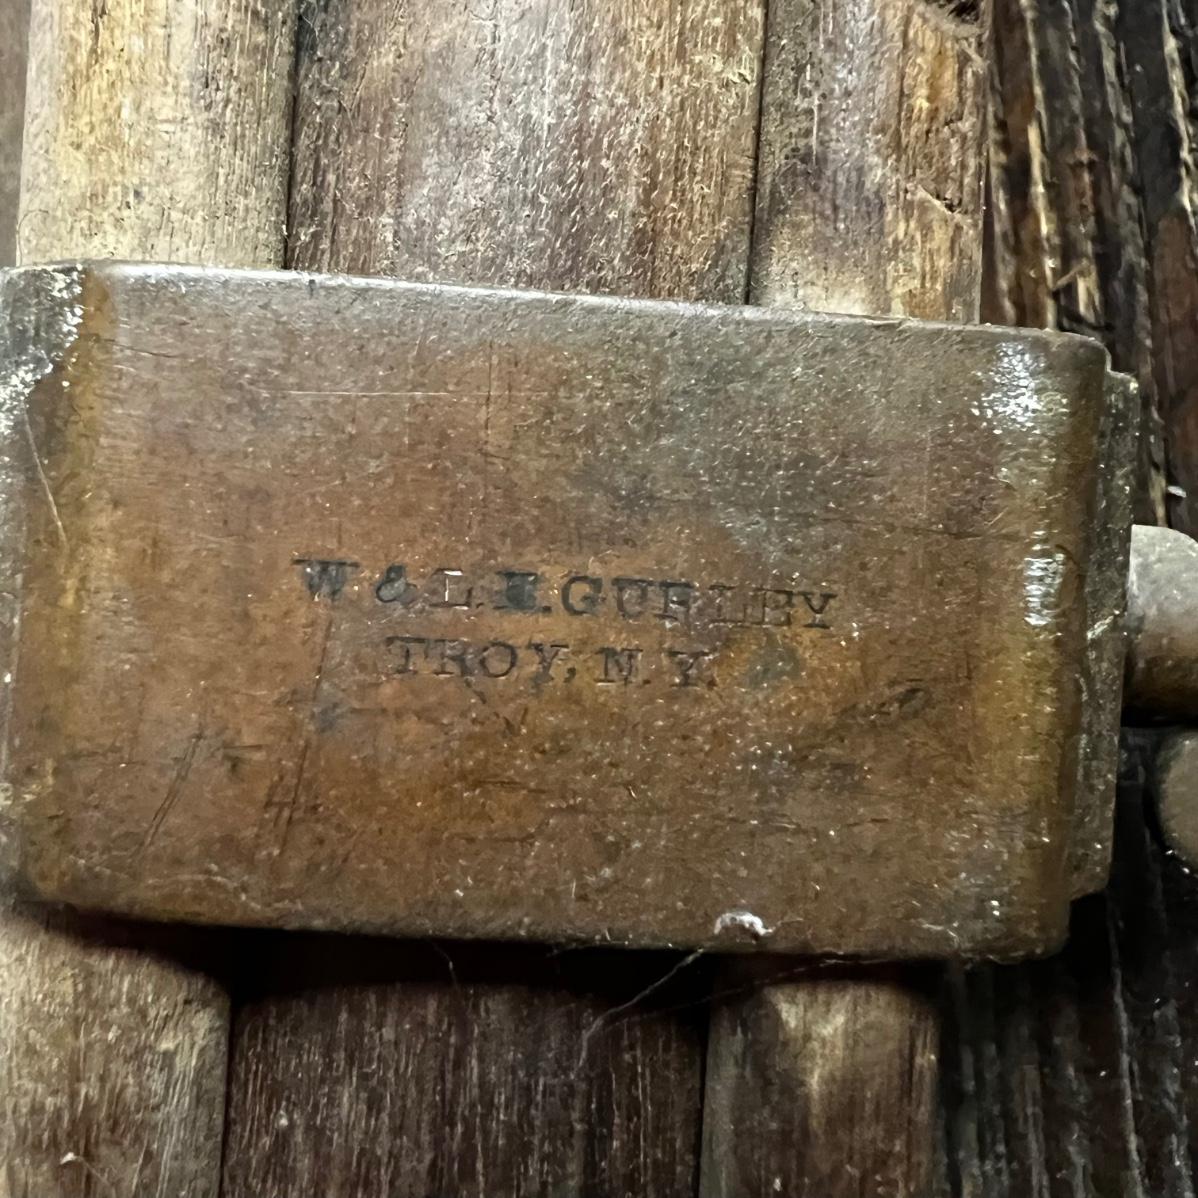 W & L. E. GURLEY
TROY, N. Y.